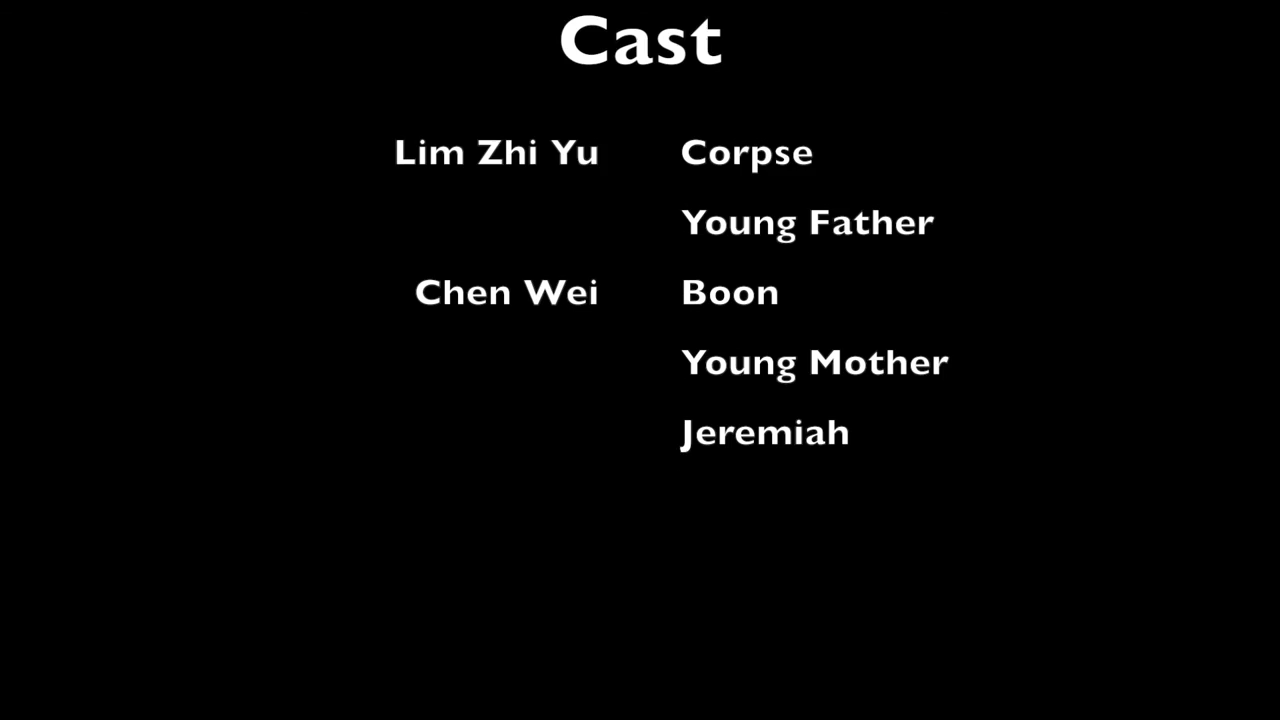 Cast
Lim Zhi Yu Corpse
Young Father
Chen Wei Boon
Young Mother
Jeremiah